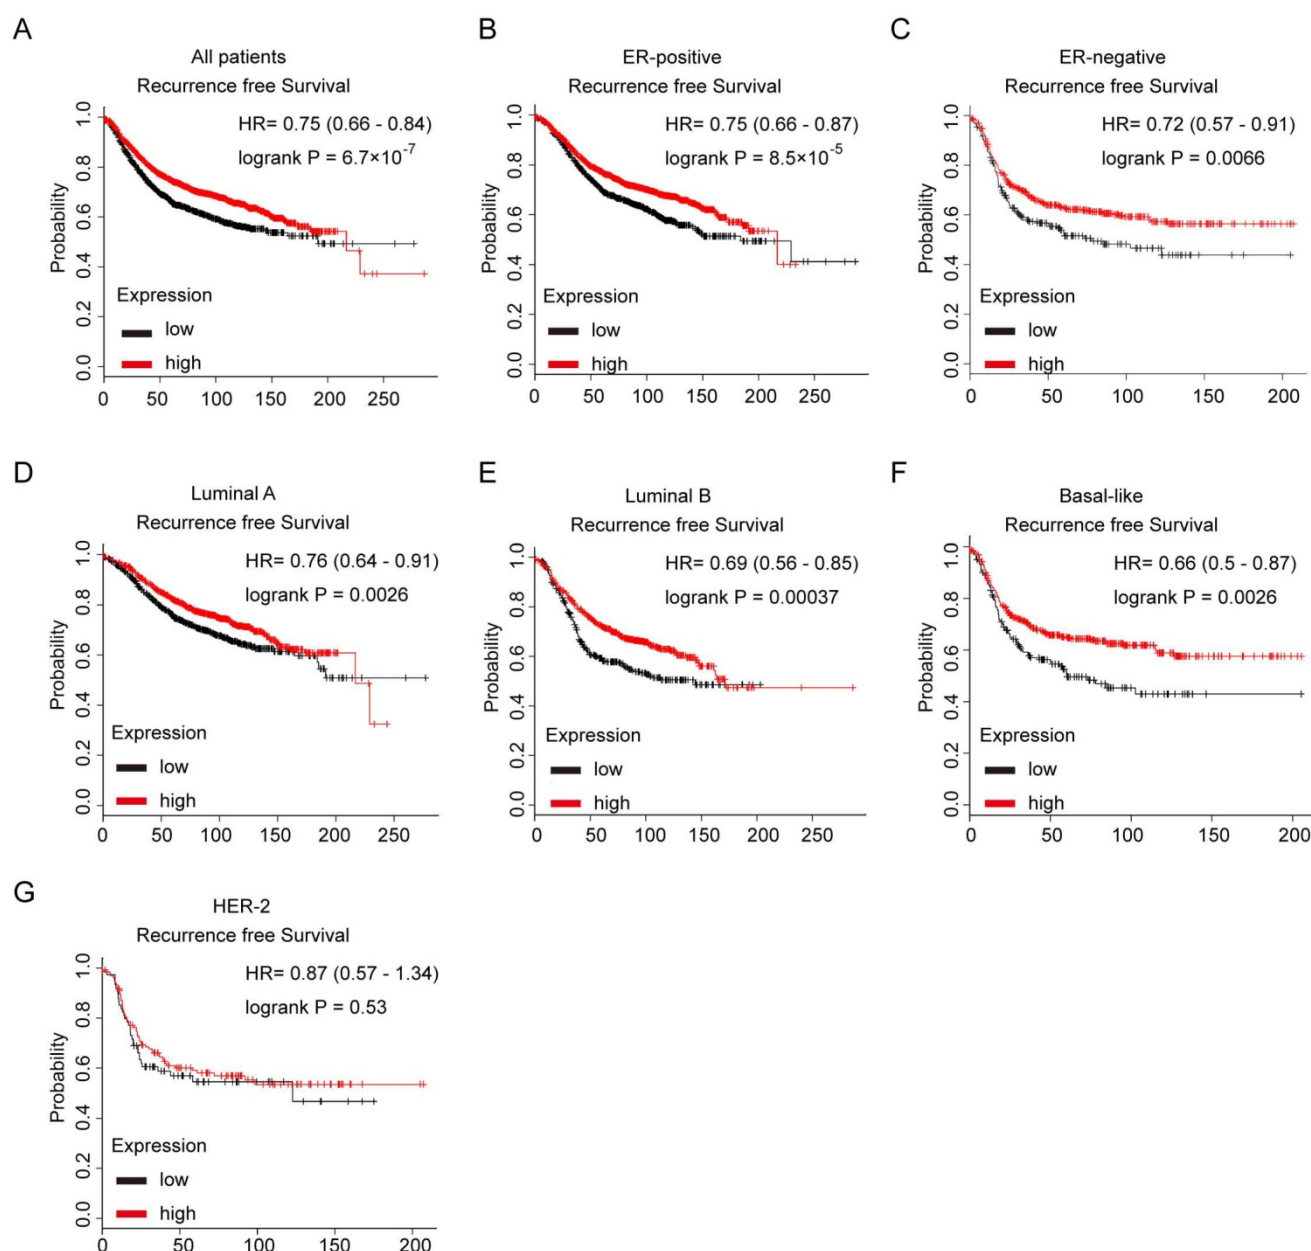 A
All patients
Recurrence free Survival
HR= 0.75 (0.66 - 0.84)
logrank P = 6.7×10⁻⁷
Probability
1.0
0.8
0.6
0.4
0.2
0.0
Expression
low
high
0 50 100 150 200 250
B
ER-positive
Recurrence free Survival
HR= 0.75 (0.66 - 0.87)
logrank P = 8.5×10⁻⁵
Probability
1.0
0.8
0.6
0.4
0.2
0.0
Expression
low
high
0 50 100 150 200 250
C
ER-negative
Recurrence free Survival
HR= 0.72 (0.57 - 0.91)
logrank P = 0.0066
Probability
1.0
0.8
0.6
0.4
0.2
0.0
Expression
low
high
0 50 100 150 200
D
Luminal A
Recurrence free Survival
HR= 0.76 (0.64 - 0.91)
logrank P = 0.0026
Probability
1.0
0.8
0.6
0.4
0.2
0.0
Expression
low
high
0 50 100 150 200 250
E
Luminal B
Recurrence free Survival
HR= 0.69 (0.56 - 0.85)
logrank P = 0.00037
Probability
1.0
0.8
0.6
0.4
0.2
0.0
Expression
low
high
0 50 100 150 200 250
F
Basal-like
Recurrence free Survival
HR= 0.66 (0.5 - 0.87)
logrank P = 0.0026
Probability
1.0
0.8
0.6
0.4
0.2
0.0
Expression
low
high
0 50 100 150 200
G
HER-2
Recurrence free Survival
HR= 0.87 (0.57 - 1.34)
logrank P = 0.53
Probability
1.0
0.8
0.6
0.4
0.2
0.0
Expression
low
high
0 50 100 150 200